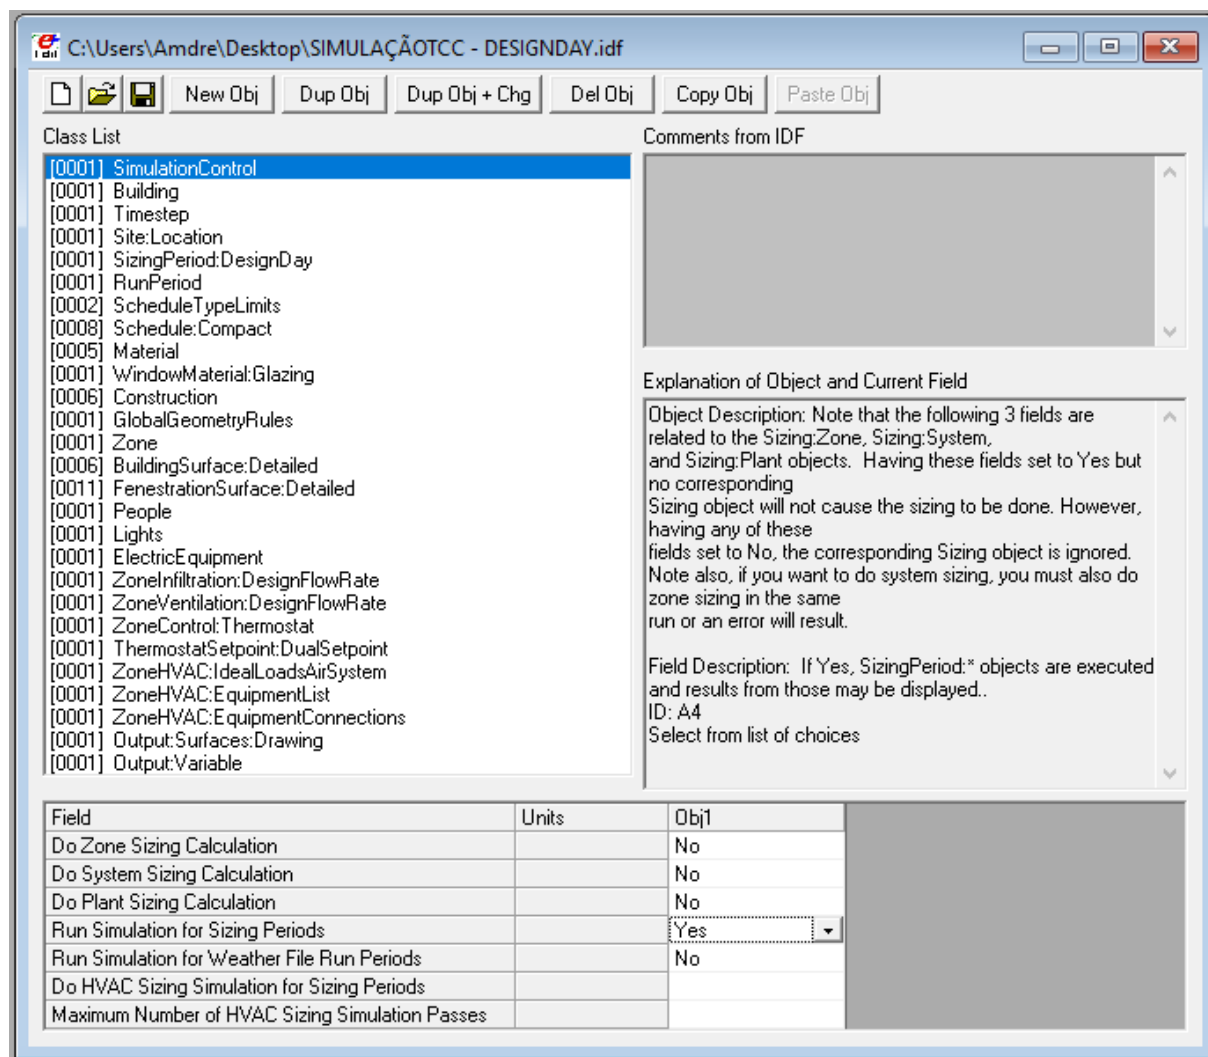 C:\Users\Amdre\Desktop\SIMULAÇÃOTCC - DESIGNDAY.idf
New Obj Dup Obj Dup Obj + Chg Del Obj Copy Obj Paste Obj
Class List
[0001] SimulationControl
[0001] Building
[0001] Timestep
[0001] Site:Location
[0001] SizingPeriod:DesignDay
[0001] RunPeriod
[0002] ScheduleTypeLimits
[0008] Schedule:Compact
[0005] Material
[0001] WindowMaterial:Glazing
[0006] Construction
[0001] GlobalGeometryRules
[0001] Zone
[0006] BuildingSurface:Detailed
[0011] FenestrationSurface:Detailed
[0001] People
[0001] Lights
[0001] ElectricEquipment
[0001] ZoneInfiltration:DesignFlowRate
[0001] ZoneVentilation:DesignFlowRate
[0001] ZoneControl:Thermostat
[0001] ThermostatSetpoint:DualSetpoint
[0001] ZoneHVAC:IdealLoadsAirSystem
[0001] ZoneHVAC:EquipmentList
[0001] ZoneHVAC:EquipmentConnections
[0001] Output:Surfaces:Drawing
[0001] Output:Variable
Comments from IDF
Explanation of Object and Current Field
Object Description: Note that the following 3 fields are
related to the Sizing:Zone, Sizing:System,
and Sizing:Plant objects. Having these fields set to Yes but
no corresponding
Sizing object will not cause the sizing to be done. However,
having any of these
fields set to No, the corresponding Sizing object is ignored.
Note also, if you want to do system sizing, you must also do
zone sizing in the same
run or an error will result.
Field Description: If Yes, SizingPeriod:* objects are executed
and results from those may be displayed..
ID: A4
Select from list of choices
Field Units Obj1
Do Zone Sizing Calculation No
Do System Sizing Calculation No
Do Plant Sizing Calculation No
Run Simulation for Sizing Periods Yes
Run Simulation for Weather File Run Periods No
Do HVAC Sizing Simulation for Sizing Periods
Maximum Number of HVAC Sizing Simulation Passes